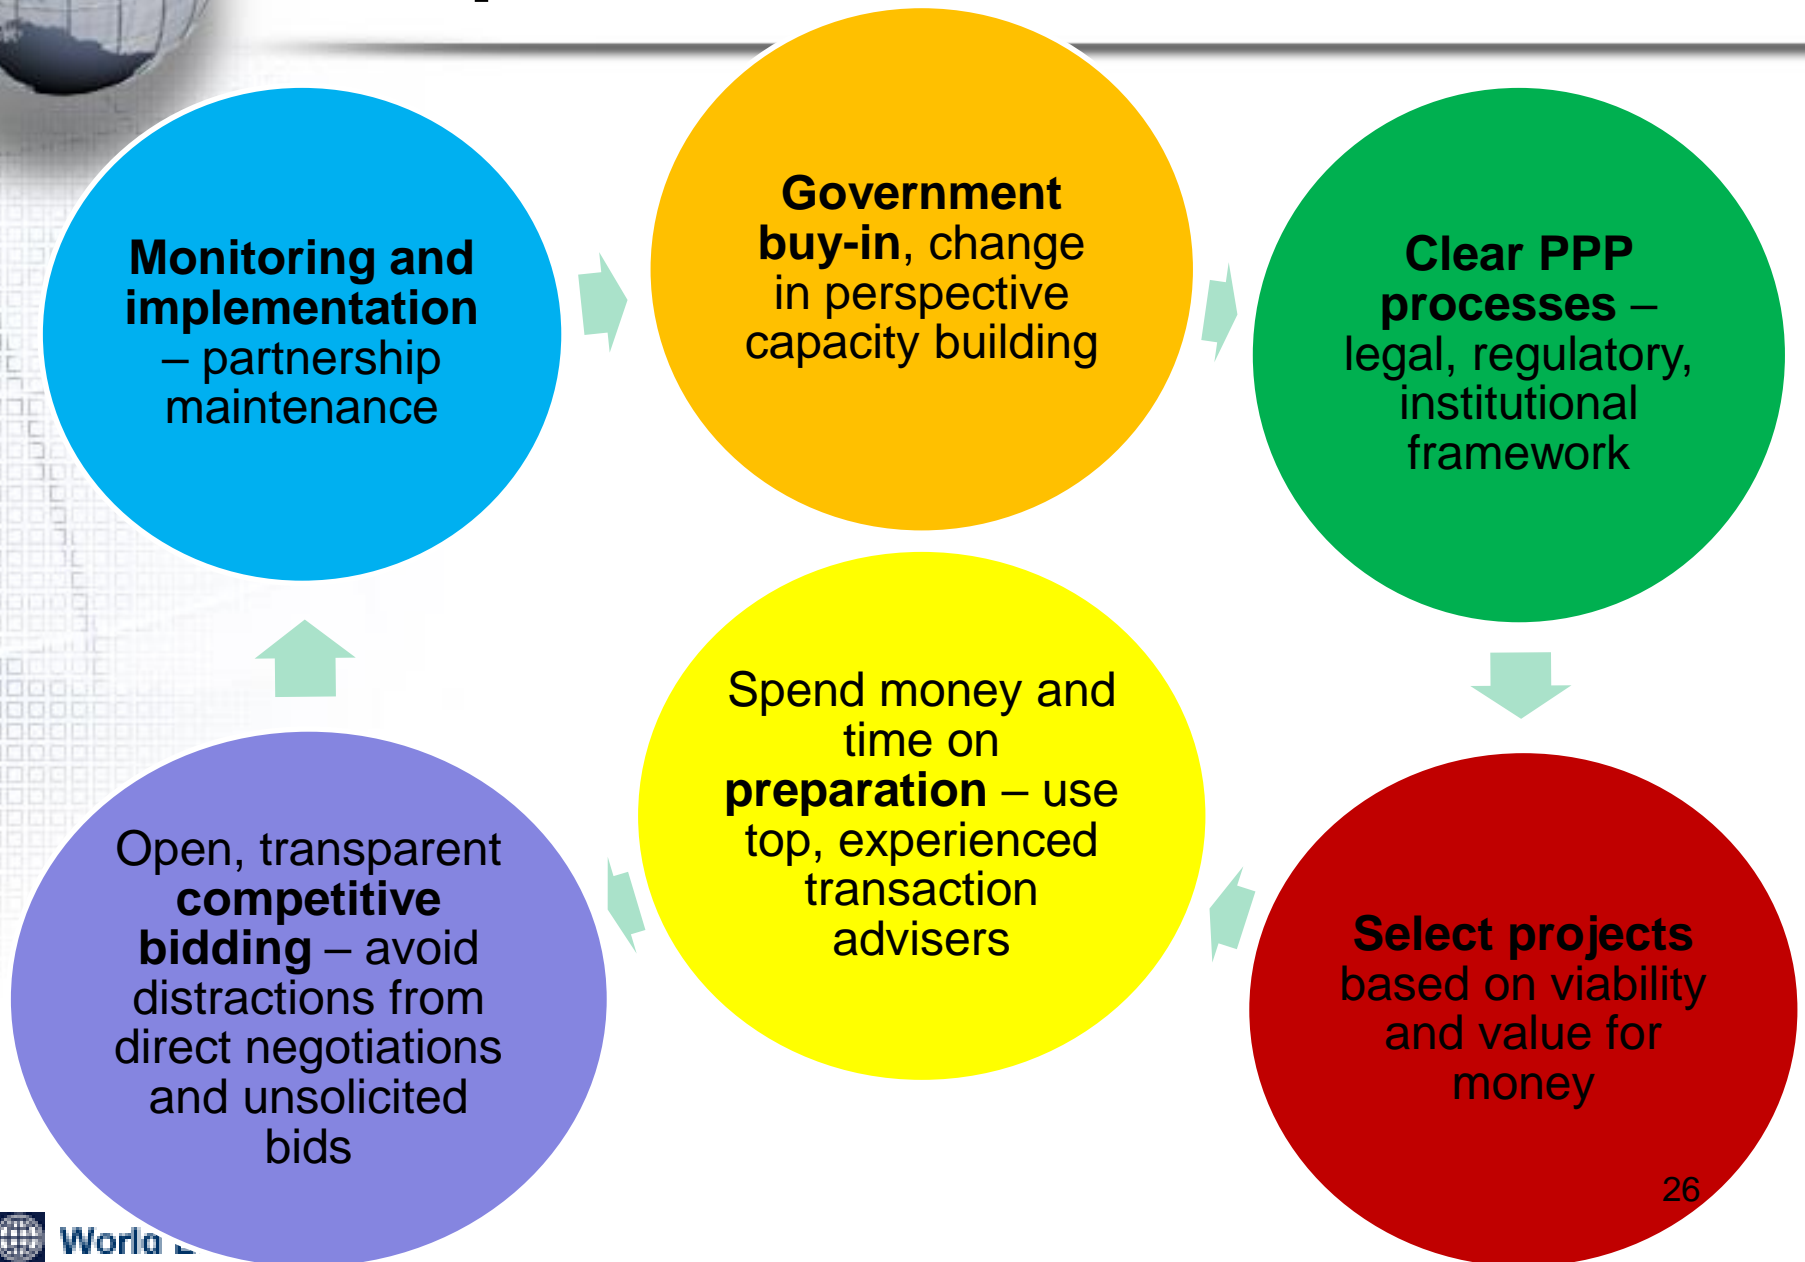 Monitoring and
implementation
– partnership
maintenance
Government
buy-in, change
in perspective
capacity building
Clear PPP
processes –
legal, regulatory,
institutional
framework
Open, transparent
competitive
bidding – avoid
distractions from
direct negotiations
and unsolicited
bids
Spend money and
time on
preparation – use
top, experienced
transaction
advisers
Select projects
based on viability
and value for
money
26
World